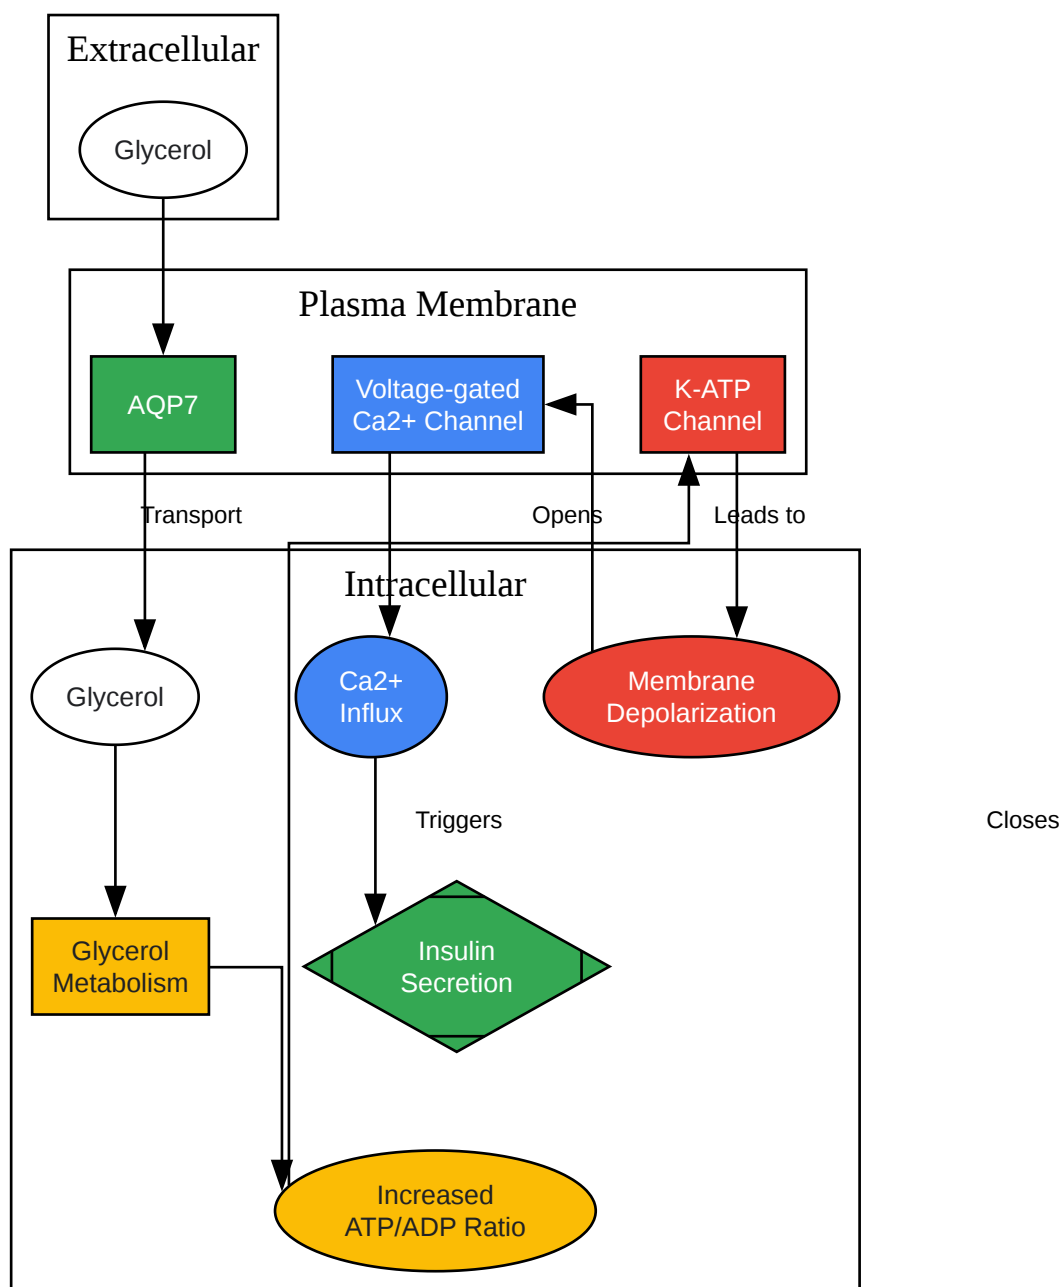 Extracellular
Glycerol
Plasma Membrane
AQP7
Voltage-gated
Ca2+ Channel
K-ATP
Channel
Transport
Opens
Leads to
Intracellular
Glycerol
Ca2+
Influx
Membrane
Depolarization
Triggers
Closes
Glycerol
Metabolism
Insulin
Secretion
Increased
ATP/ADP Ratio